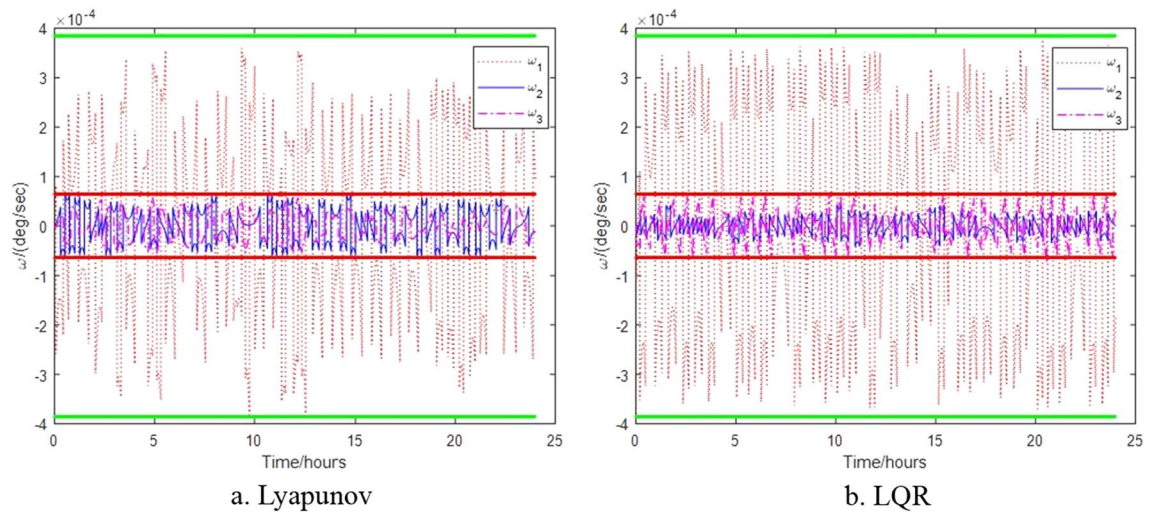 ×10⁻⁴
4
3
2
1
0
-1
-2
-3
-4
ω/(deg/sec)
0
5
10
15
20
25
Time/hours
ω₁
ω₂
ω₃
a. Lyapunov
×10⁻⁴
4
3
2
1
0
-1
-2
-3
-4
ω/(deg/sec)
0
5
10
15
20
25
Time/hours
ω₁
ω₂
ω₃
b. LQR